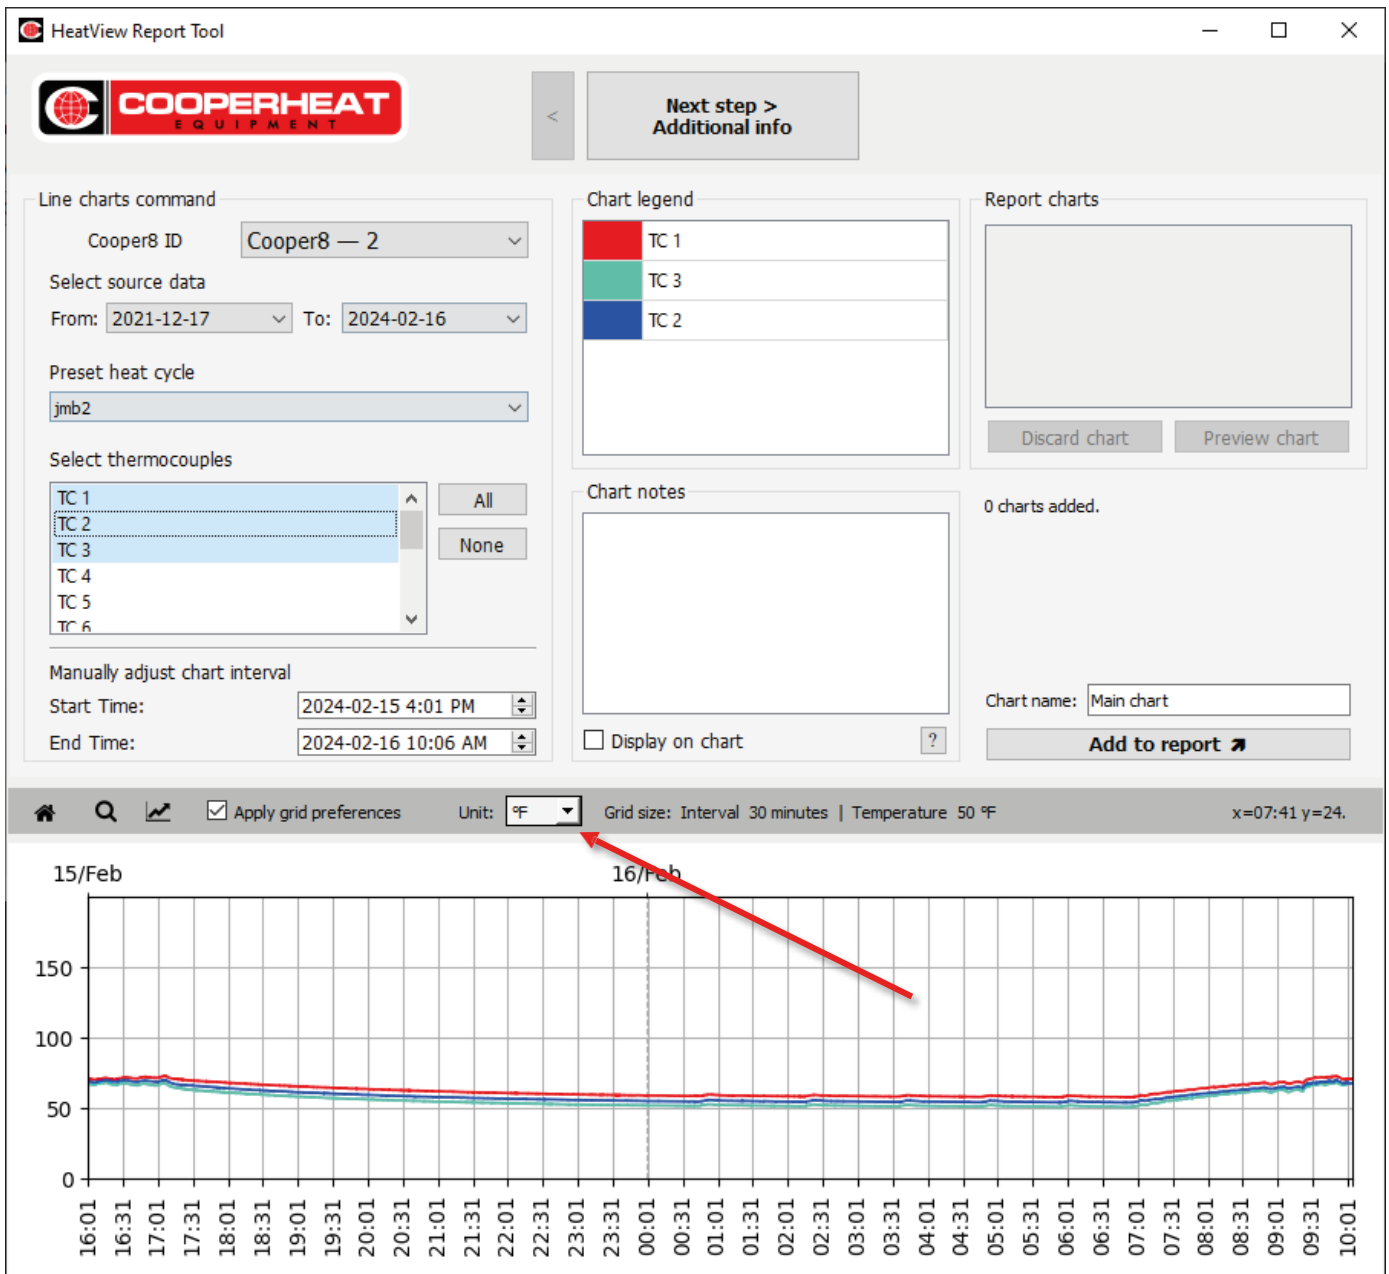 HeatView Report Tool
COOPERHEAT
EQUIPMENT
<
Next step >
Additional info
Line charts command
Cooper8 ID
Cooper8 — 2
Select source data
From: 2021-12-17 To: 2024-02-16
Preset heat cycle
jmb2
Select thermocouples
TC 1
TC 2
TC 3
TC 4
TC 5
TC 6
All
None
Manually adjust chart interval
Start Time: 2024-02-15 4:01 PM
End Time: 2024-02-16 10:06 AM
Chart legend
TC 1
TC 3
TC 2
Chart notes
Display on chart ?
Report charts
Discard chart Preview chart
0 charts added.
Chart name: Main chart
Add to report
Apply grid preferences Unit: °F Grid size: Interval 30 minutes | Temperature 50 °F x=07:41 y=24.
15/Feb 16/Feb
150
100
50
0
16:01 16:31 17:01 17:31 18:01 18:31 19:01 19:31 20:01 20:31 21:01 21:31 22:01 22:31 23:01 23:31 00:01 00:31 01:01 01:31 02:01 02:31 03:01 03:31 04:01 04:31 05:01 05:31 06:01 06:31 07:01 07:31 08:01 08:31 09:01 09:31 10:01